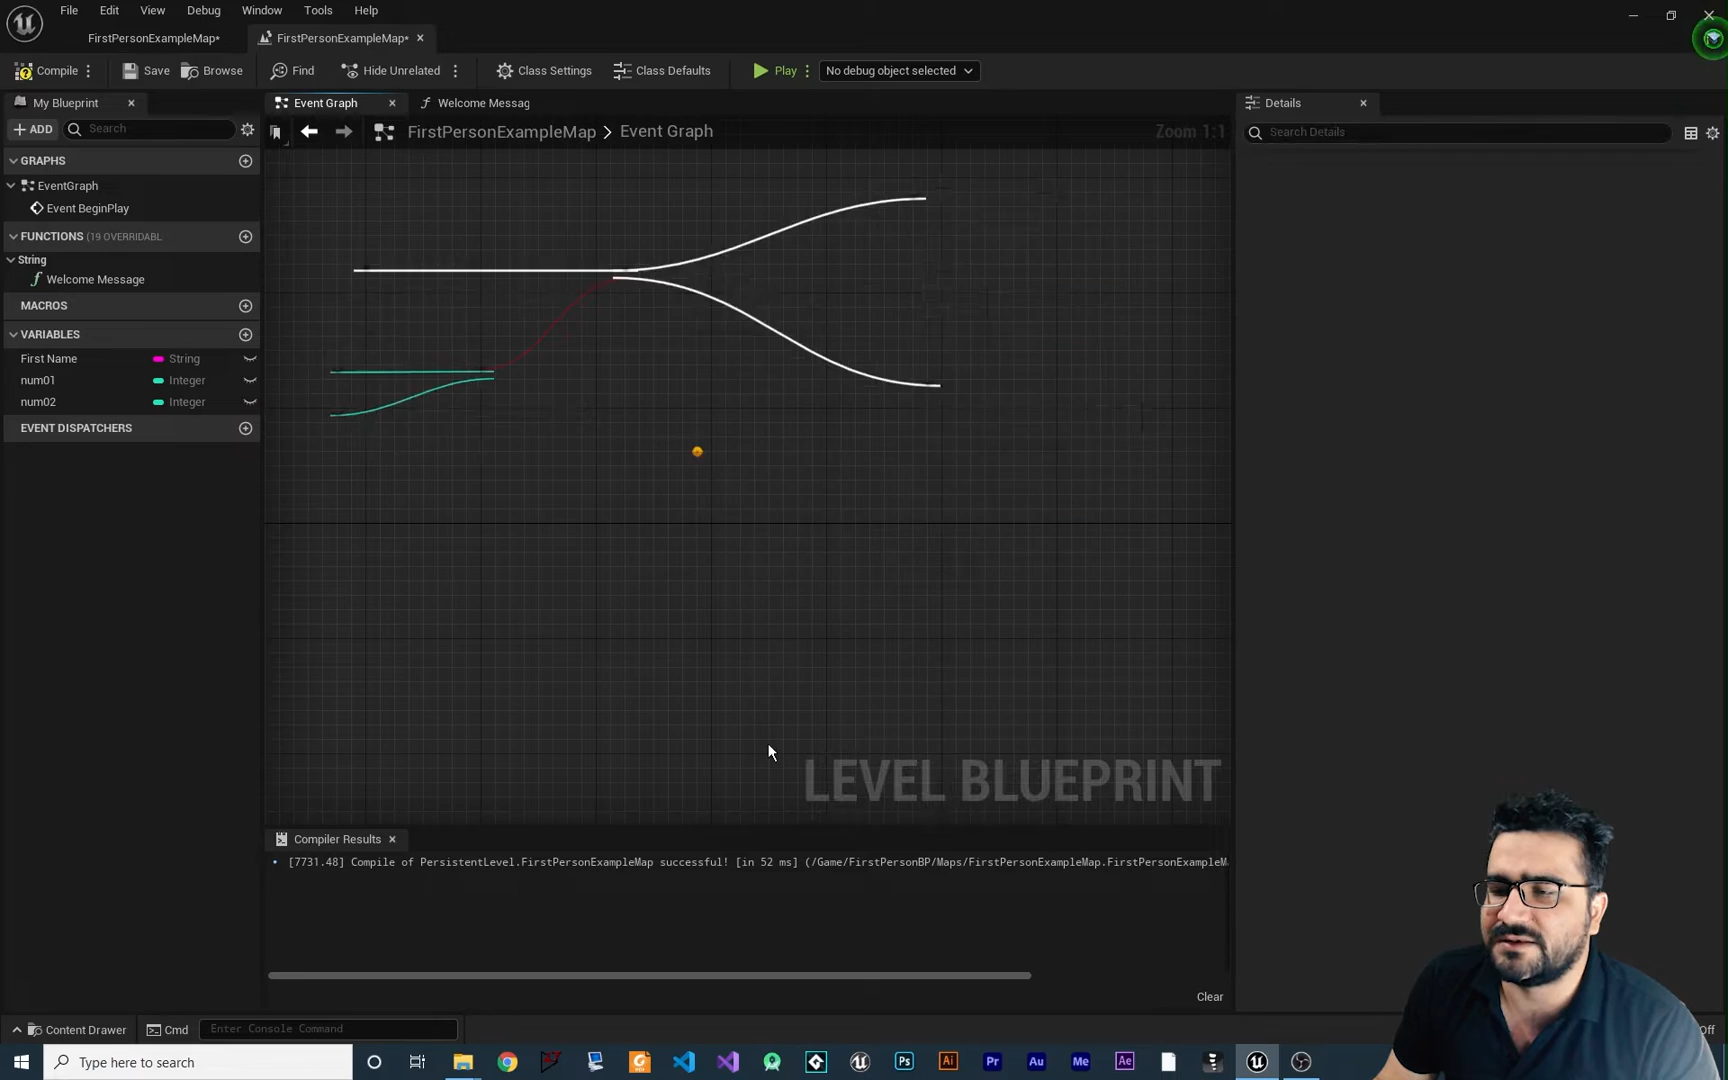 File Edit View Debug Window Tools Help
FirstPersonExampleMap* FirstPersonExampleMap*
Compile Save Browse Find Hide Unrelated Class Settings Class Defaults Play No debug object selected
My Blueprint Event Graph Welcome Messag Details
ADD Search FirstPersonExampleMap > Event Graph Zoom 1:1 Search Details
GRAPHS
EventGraph
Event BeginPlay
FUNCTIONS (19 OVERRIDABL
String
Welcome Message
MACROS
VARIABLES
First Name String
num01 Integer
num02 Integer
EVENT DISPATCHERS
LEVEL BLUEPRINT
Compiler Results
[7731.48] Compile of PersistentLevel.FirstPersonExampleMap successful! [in 52 ms] (/Game/FirstPersonBP/Maps/FirstPersonExampleMap.FirstPersonExampleM
Clear
Content Drawer Cmd Enter Console Command Off
Type here to search Ps Ai Pr Au Me Ae